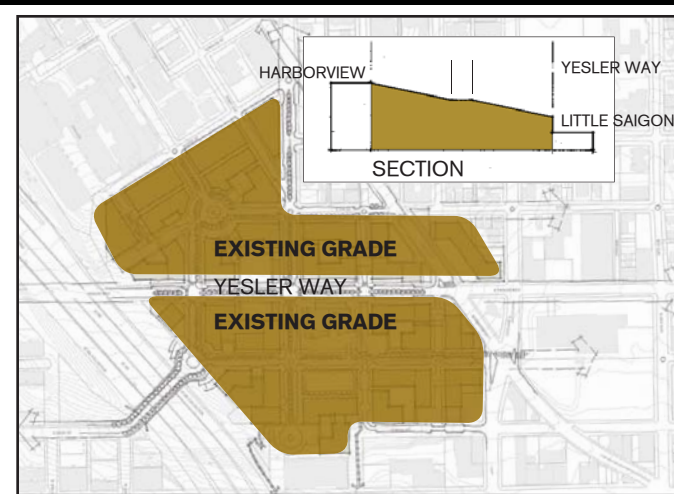 HARBORVIEW
YESLER WAY
LITTLE SAIGON
SECTION
EXISTING GRADE
YESLER WAY
EXISTING GRADE